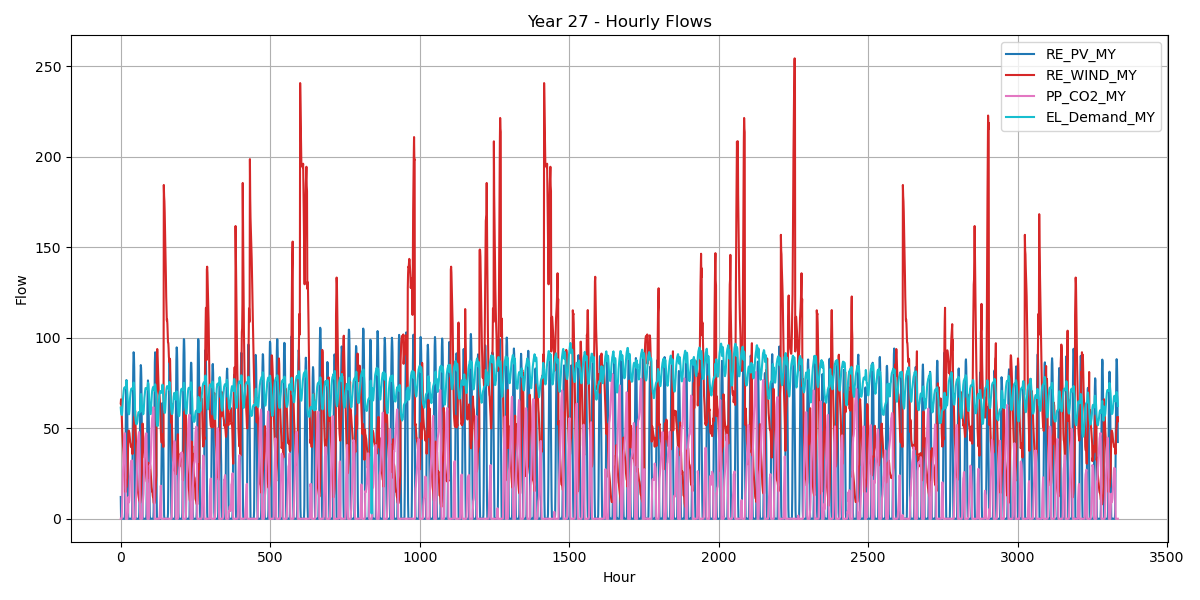 Year 27 - Hourly Flows
RE_PV_MY
RE_WIND_MY
PP_CO2_MY
EL_Demand_MY
Flow
250
200
150
100
50
0
0 500 1000 1500 2000 2500 3000 3500
Hour